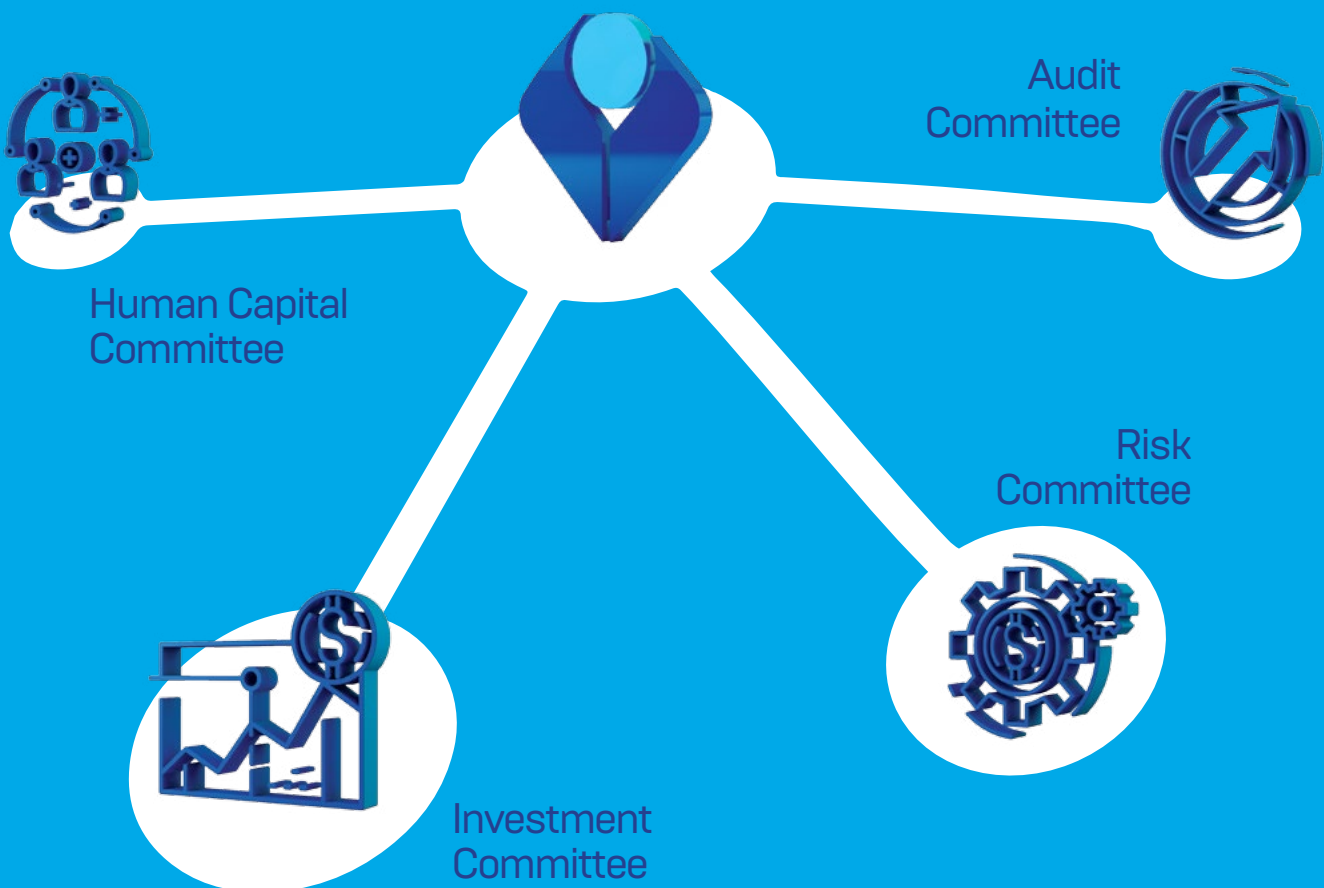 Audit
Committee
Human Capital
Committee
Risk
Committee
Investment
Committee